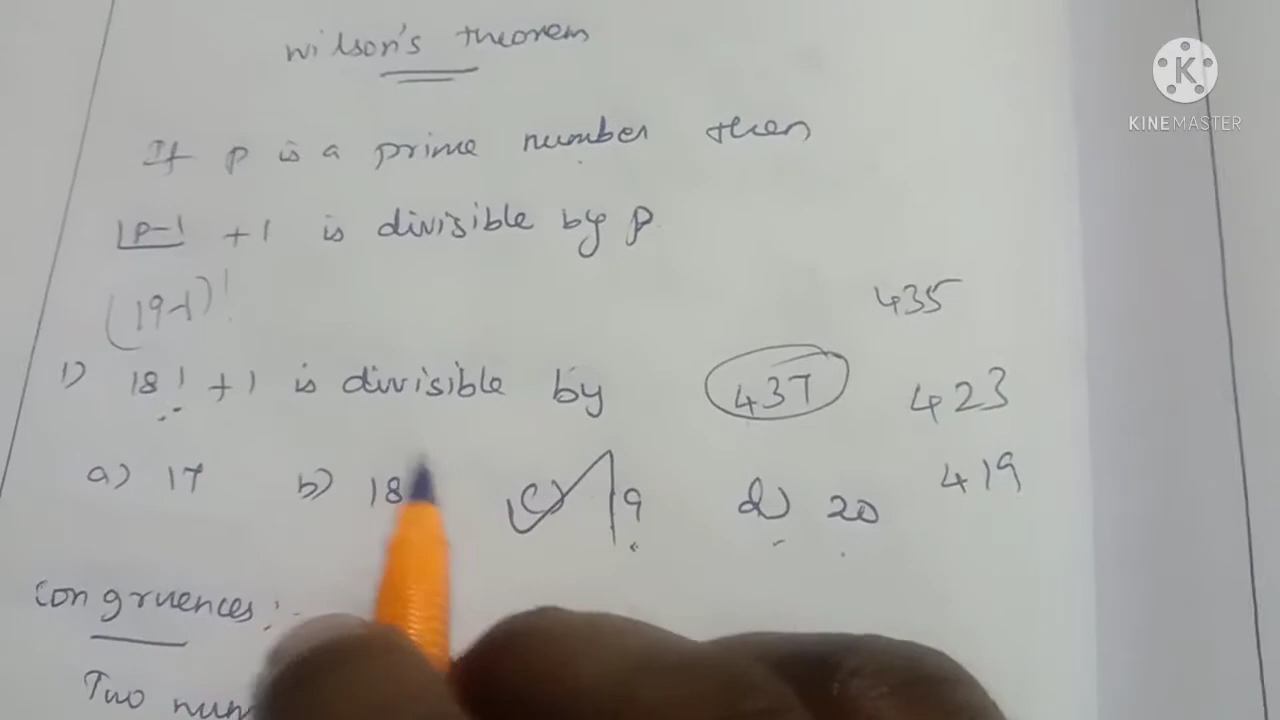 Wilson's theorem
If p is a prime number then
|p-1 + 1 is divisible by p
(19-1)!
435
1) 18! + 1 is divisible by 437 423
a) 17 b) 18 c) 19 d) 20 419
Congruences:-
Two num
K
KINEMASTER